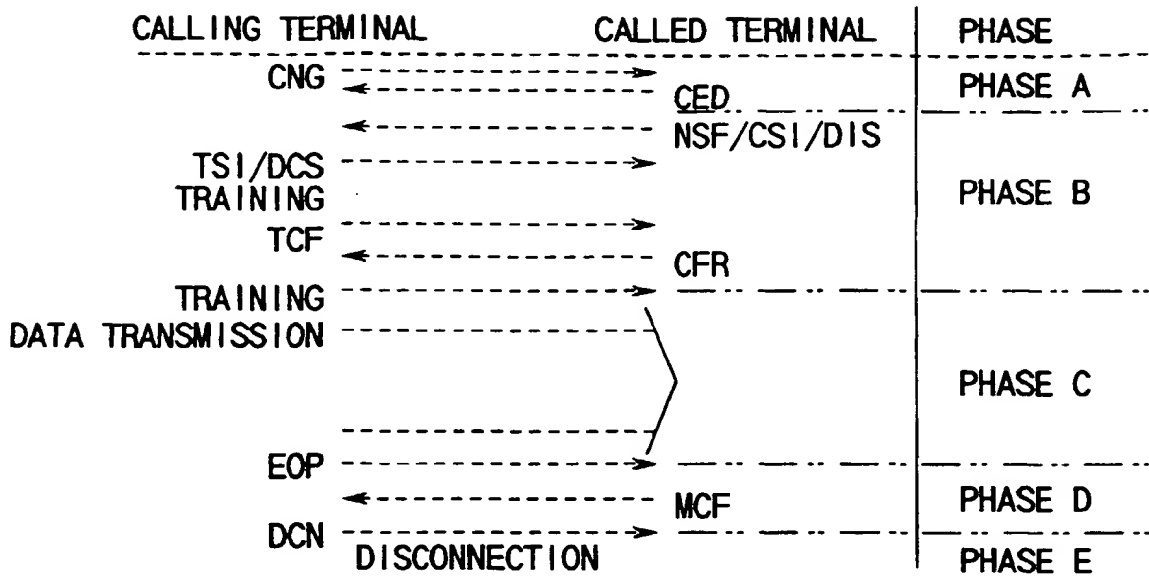 CALLING TERMINAL CALLED TERMINAL PHASE
CNG PHASE A
CED
NSF/CSI/DIS
TSI/DCS
TRAINING PHASE B
TCF
CFR
TRAINING
DATA TRANSMISSION
PHASE C
EOP
MCF PHASE D
DCN
DISCONNECTION PHASE E